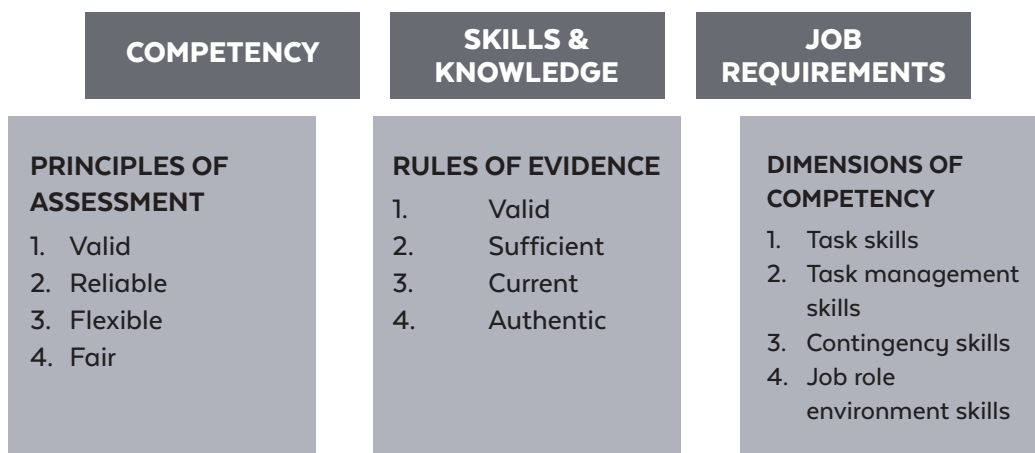 COMPETENCY
SKILLS &
KNOWLEDGE
JOB
REQUIREMENTS
PRINCIPLES OF
ASSESSMENT
1. Valid
2. Reliable
3. Flexible
4. Fair
RULES OF EVIDENCE
1. Valid
2. Sufficient
3. Current
4. Authentic
DIMENSIONS OF
COMPETENCY
1. Task skills
2. Task management
skills
3. Contingency skills
4. Job role
environment skills